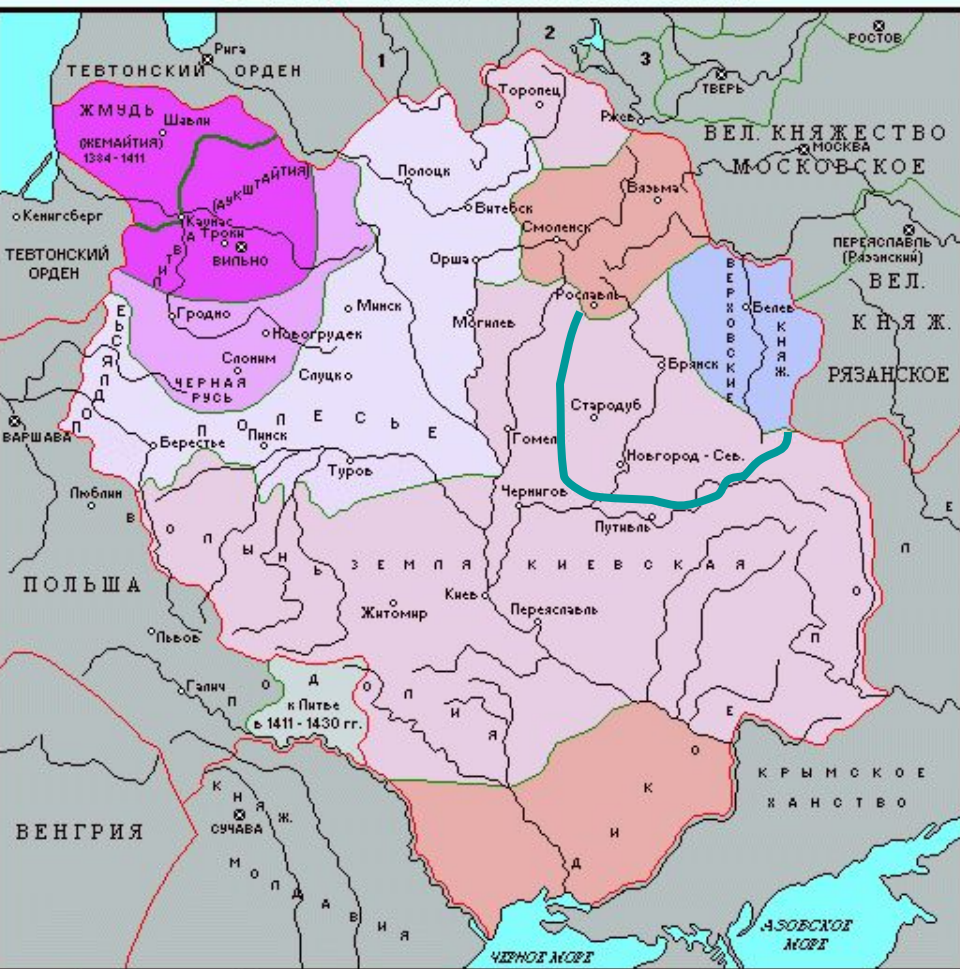 1
2
3
Рига
ТЕВТОНСКИЙ ОРДЕН
РОСТОВ
ТВЕРЬ
Торопец
Ржев
ЖМУДЬ
Шавли
(ЖЕМАЙТИЯ)
1384-1411
ВЕЛ. КНЯЖЕСТВО
МОСКВА
МОСКОВСКОЕ
(АУКШТАЙТИЯ)
Полоцк
Вязьма
Витебск
Кенигсберг
Каунас
Троки
ВИЛЬНО
ЛИТВА
Смоленск
ПЕРЕЯСЛАВЛЬ
(Рязанский)
ТЕВТОНСКИЙ
ОРДЕН
Орша
ВЕЛ.
КНЯЖ.
РЯЗАНСКОЕ
ВЕРХОВСКИЕ
КНЯЖ.
Белев
Рославль
Гродно
Минск
Могилев
Новогрудек
Слоним
Слуцк
ЧЕРНАЯ
РУСЬ
Брянск
ПОДЛЯСЬЕ
ПОЛЕСЬЕ
Стародуб
ВАРШАВА
Берестье
Пинск
Гомел
Туров
Новгород - Сев.
Люблин
Чернигов
Путивль
ВОЛЫНЬ
ЗЕМЛЯ КИЕВСКАЯ
ПОЛЬША
Киев
Житомир
Переяславль
Львов
Галич
ПОДОЛИЯ
к Литве
в 1411 - 1430 гг.
ДИКОЕ ПОЛЕ
КРЫМСКОЕ
ХАНСТВО
ВЕНГРИЯ
КНЯЖ.
СУЧАВА
МОЛДАВИЯ
АЗОВСКОЕ
МОРЕ
ЧЕРНОЕ МОРЕ